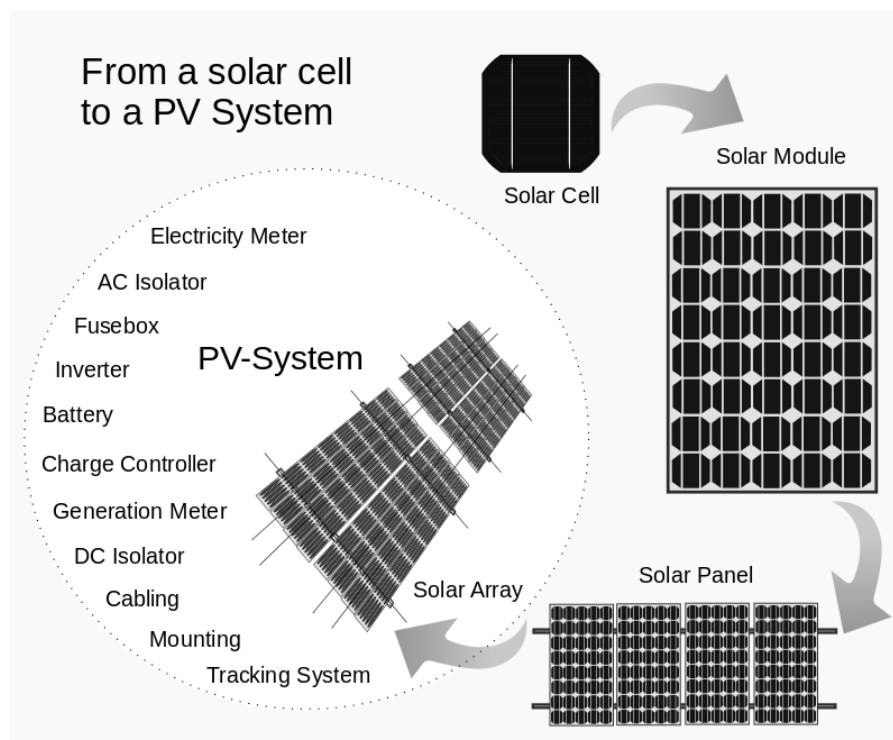 From a solar cell
to a PV System
Solar Cell
Solar Module
Electricity Meter
AC Isolator
Fusebox
PV-System
Inverter
Battery
Charge Controller
Generation Meter
DC Isolator
Solar Panel
Solar Array
Cabling
Mounting
Tracking System